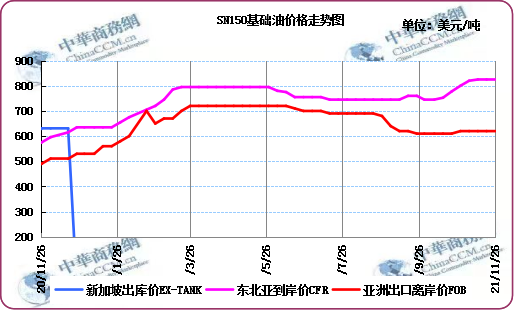 SN150基础油价格走势图
单位: 美元/吨
中華商務網
ChinaCCM.cn
900
800
700
600
500
400
300
200
20/11/26
/1/26
/3/26
/5/26
/7/26
/9/26
21/11/26
新加坡出库价EX-TANK
东北亚到岸价CFR
亚洲出口离岸价FOB